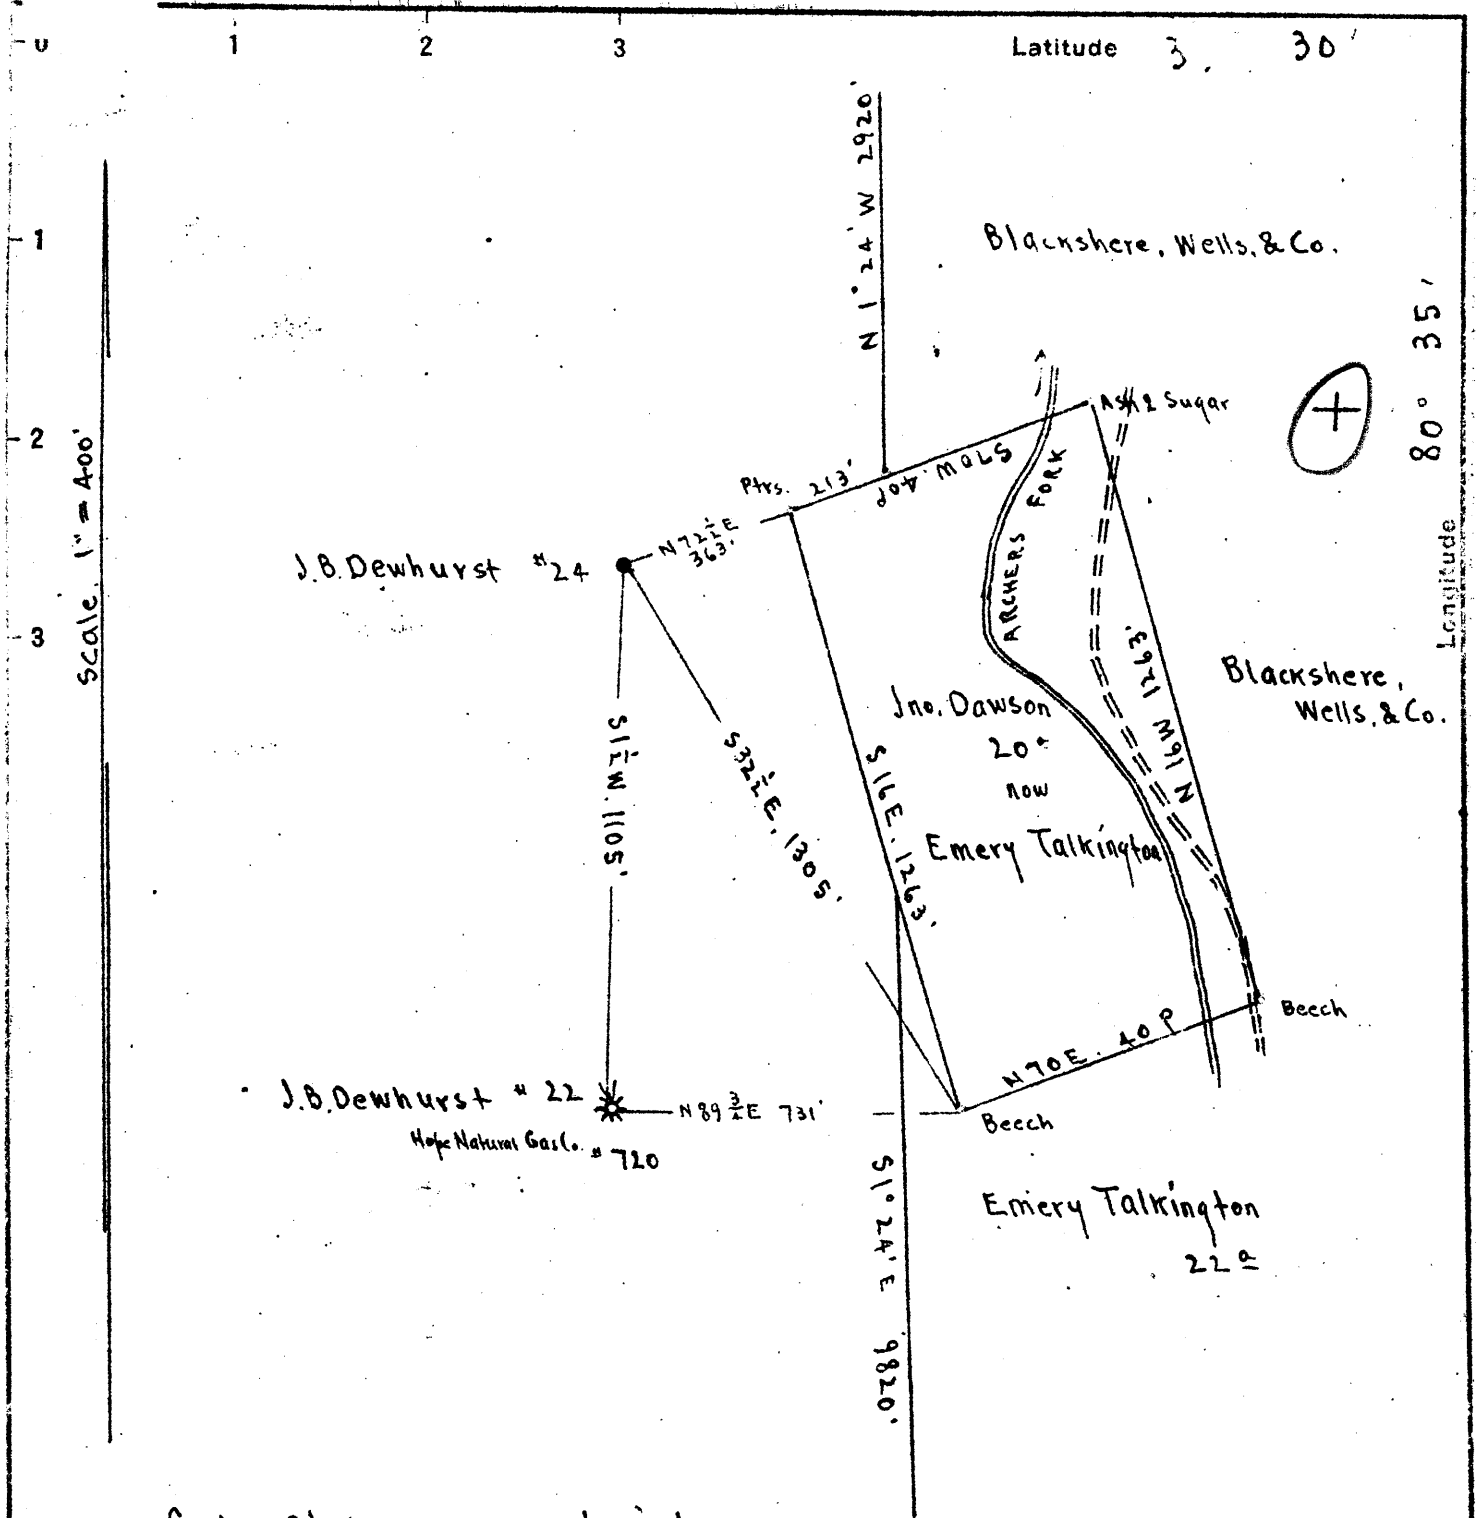 0 1 2 3 Latitude 3 . 30'
1
2
3
Scale. 1" = 400'
N 1° 24' W 2920'
Blackshere, Wells, & Co.
80° 35'
Longitude
Ash & Sugar
Ptrs. 213'
S70W. 40P
N72½E
363'
J.B. Dewhurst #24
ARCHERS FORK
N 16W 1263'
Blackshere,
Wells, & Co.
Jno. Dawson
20a
now
Emery Talkington
S1½W. 1105'
S32½E. 1305'
S16E. 1263'
Beech
N70E. 40P
J.B. Dewhurst #22
N89¾E 731'
Beech
Hope Natural Gas Co. #720
S1° 24' E 9820'
Emery Talkington
22a